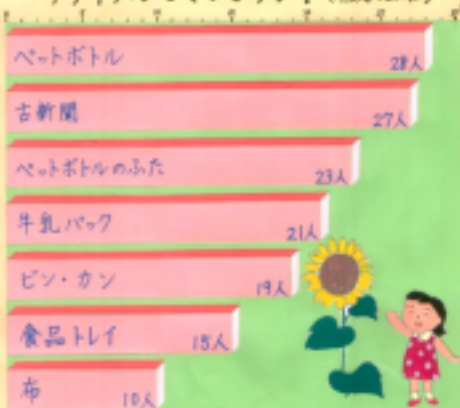 ペットボトル 28人
古新聞 27人
ペットボトルのふた 23人
牛乳パック 21人
ビン・カン 19人
食品トレイ 15人
布 10人